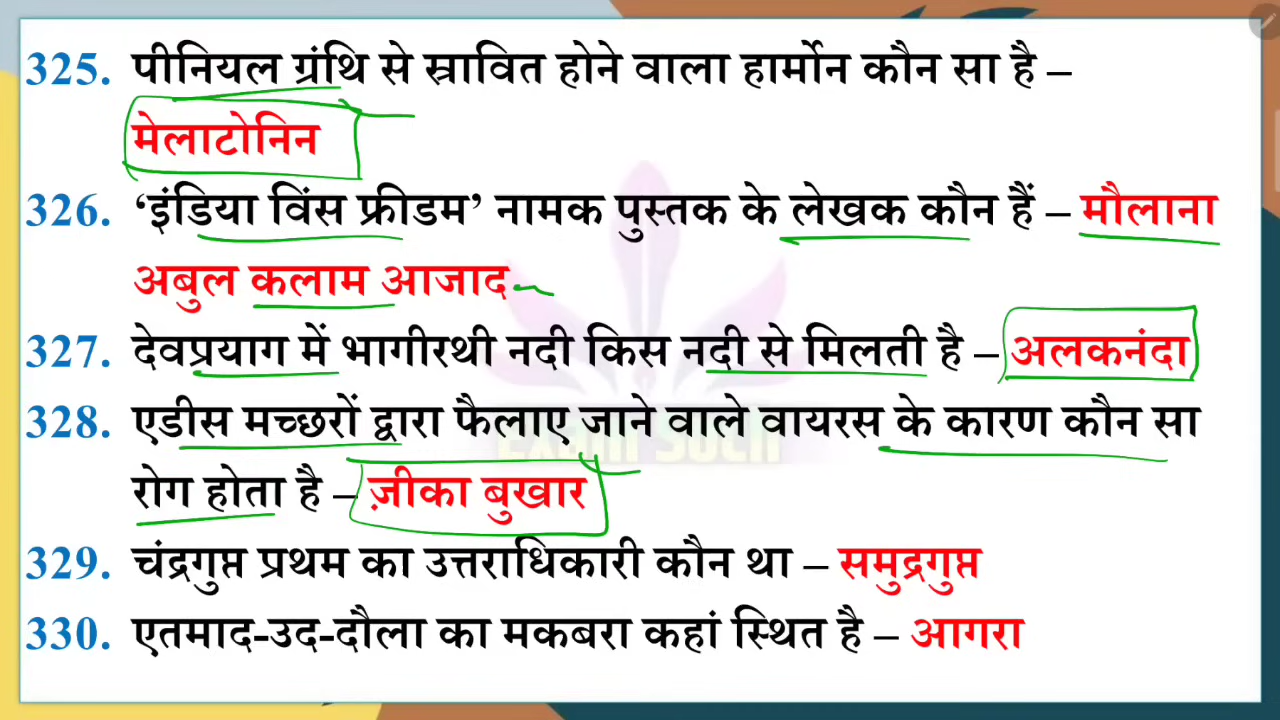 325. पीनियल ग्रंथि से स्रावित होने वाला हार्मोन कौन सा है –
मेलाटोनिन
326. ‘इंडिया विंस फ्रीडम’ नामक पुस्तक के लेखक कौन हैं – मौलाना
अबुल कलाम आजाद
327. देवप्रयाग में भागीरथी नदी किस नदी से मिलती है – अलकनंदा
328. एडीस मच्छरों द्वारा फैलाए जाने वाले वायरस के कारण कौन सा
रोग होता है – ज़ीका बुखार
329. चंद्रगुप्त प्रथम का उत्तराधिकारी कौन था – समुद्रगुप्त
330. एतमाद-उद-दौला का मकबरा कहां स्थित है – आगरा